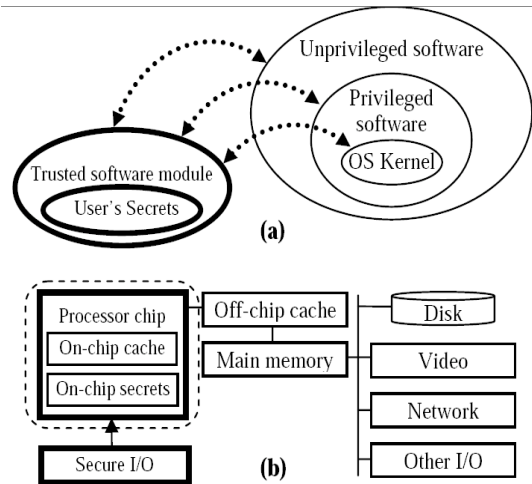 Unprivileged software
Privileged
software
OS Kernel
Trusted software module
User's Secrets
(a)
Processor chip
On-chip cache
On-chip secrets
Secure I/O
Off-chip cache
Main memory
Disk
Video
Network
Other I/O
(b)